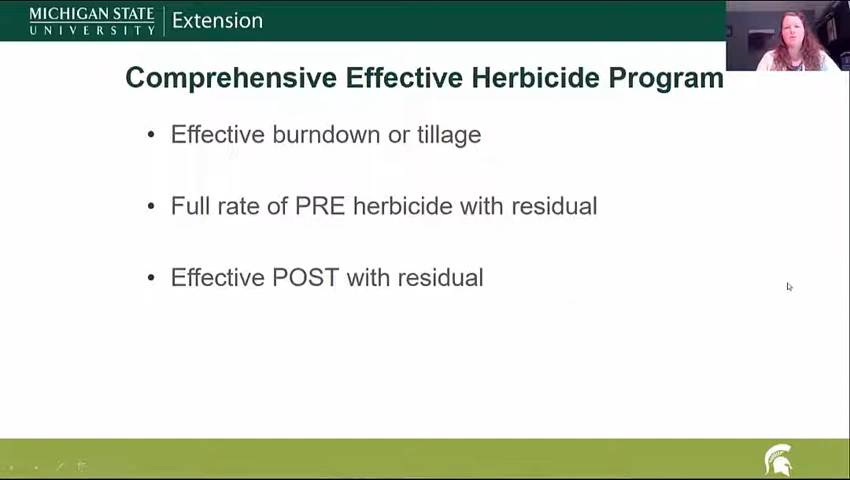 MICHIGAN STATE
UNIVERSITY
Extension
Comprehensive Effective Herbicide Program
• Effective burndown or tillage
• Full rate of PRE herbicide with residual
• Effective POST with residual